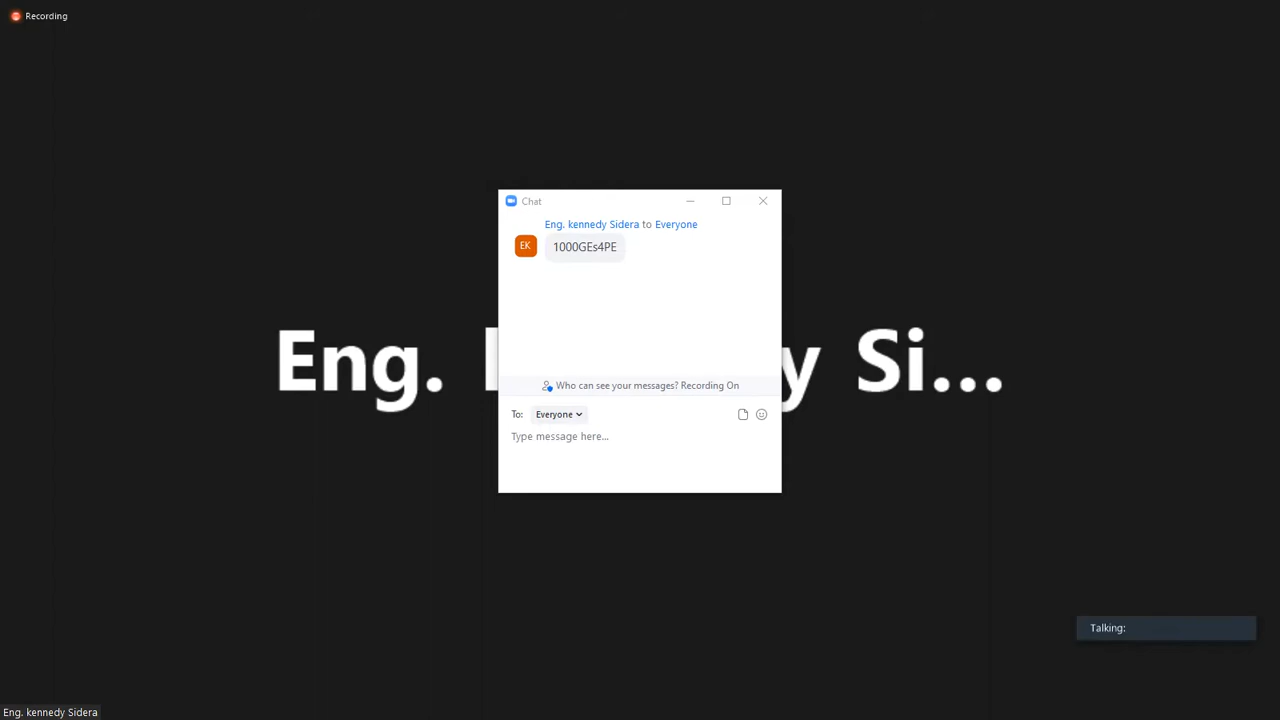 Recording
Chat
Eng. kennedy Sidera to Everyone
EK
1000GEs4PE
Eng. Si...
Who can see your messages? Recording On
To: Everyone
Type message here...
Talking:
Eng. kennedy Sidera